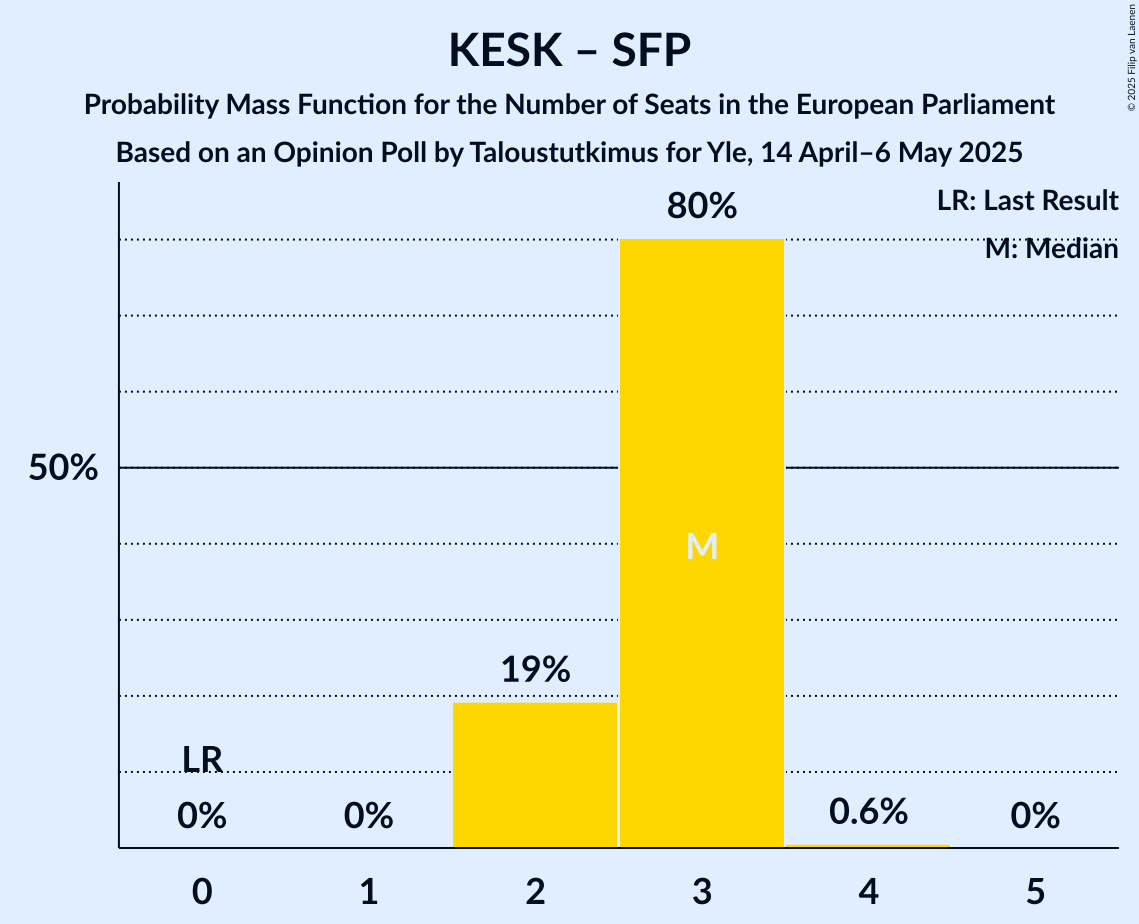 KESK – SFP
Probability Mass Function for the Number of Seats in the European Parliament
Based on an Opinion Poll by Taloustutkimus for Yle, 14 April–6 May 2025
© 2025 Filip van Laenen
LR: Last Result
M: Median
80%
50%
M
19%
LR
0% 0% 0.6% 0%
0 1 2 3 4 5